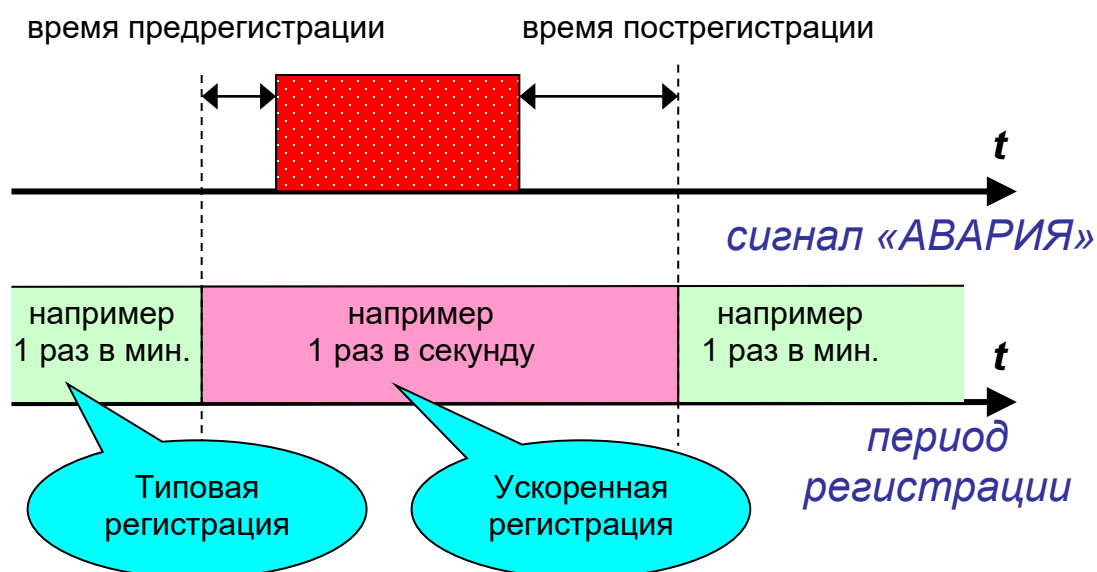 время предрегистрации
время пострегистрации
t
сигнал «АВАРИЯ»
например
1 раз в мин.
например
1 раз в секунду
например
1 раз в мин.
t
период
регистрации
Типовая
регистрация
Ускоренная
регистрация